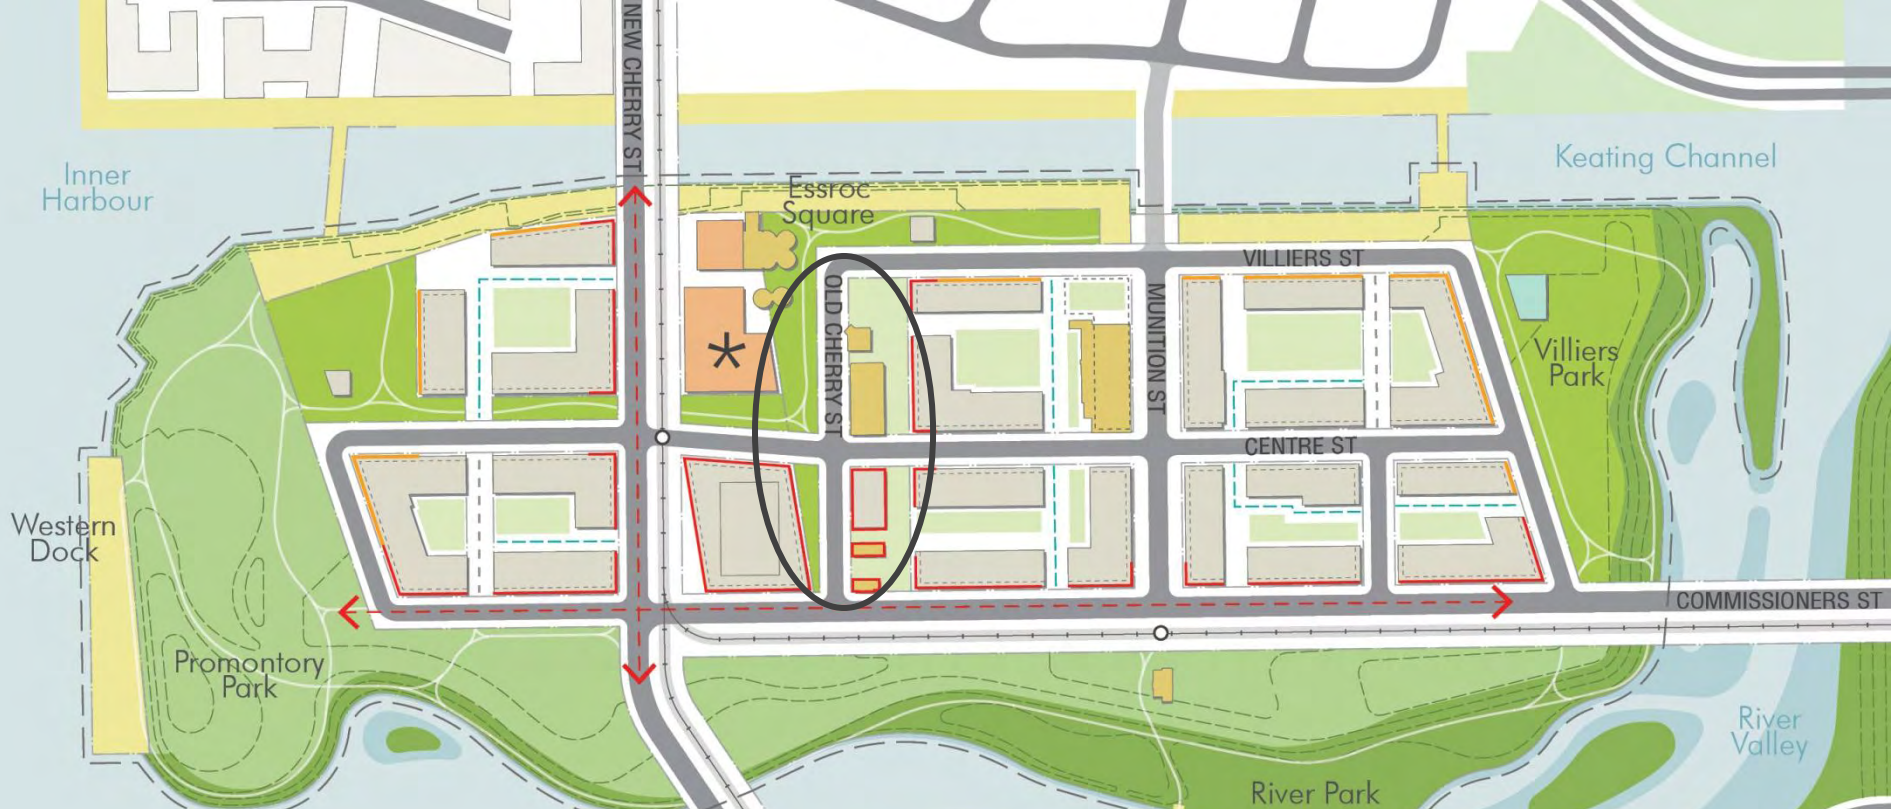 NEW CHERRY ST
Inner
Harbour
Essroc
Square
Keating Channel
VILLIERS ST
OLD CHERRY ST
MUNITION ST
Villiers
Park
*
CENTRE ST
Western
Dock
COMMISSIONERS ST
Promontory
Park
River
Valley
River Park